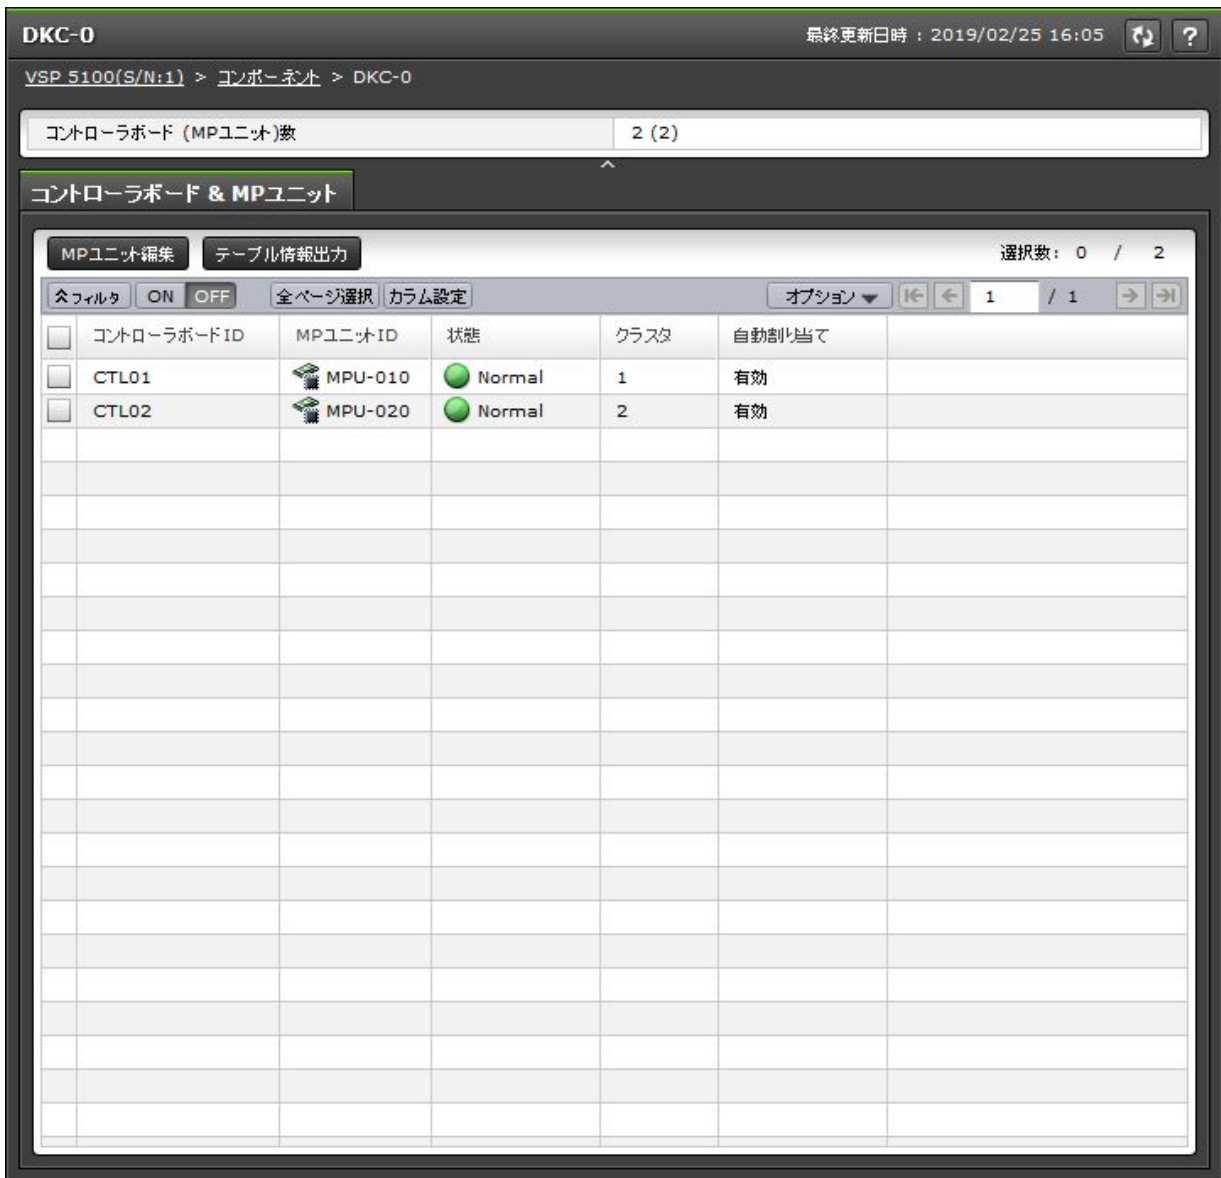 DKC-0 最終更新日時 : 2019/02/25 16:05 ?
VSP 5100(S/N:1) > コンポーネント > DKC-0
コントローラボード (MPユニット)数 2 (2)
コントローラボード & MPユニット
MPユニット編集 テーブル情報出力 選択数: 0 / 2
フィルタ ON OFF 全ページ選択 カラム設定 オプション 1 / 1
コントローラボードID MPユニットID 状態 クラスタ 自動割り当て
CTL01 MPU-010 Normal 1 有効
CTL02 MPU-020 Normal 2 有効